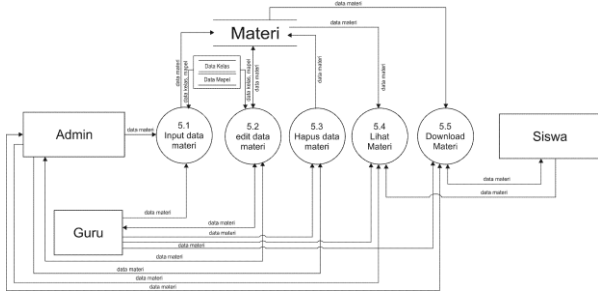 data materi
Materi
data materi
data materi
data kelas, mapel
Data Kelas
Data Mapel
data kelas, mapel
data materi
data materi
data materi
data materi
Admin
data materi
5.1
Input data
materi
5.2
edit data
materi
5.3
Hapus data
materi
5.4
Lihat
Materi
5.5
Download
Materi
Siswa
data materi
data materi
Guru
data materi
data materi
data materi
data materi
data materi
data materi
data materi
data materi
data materi